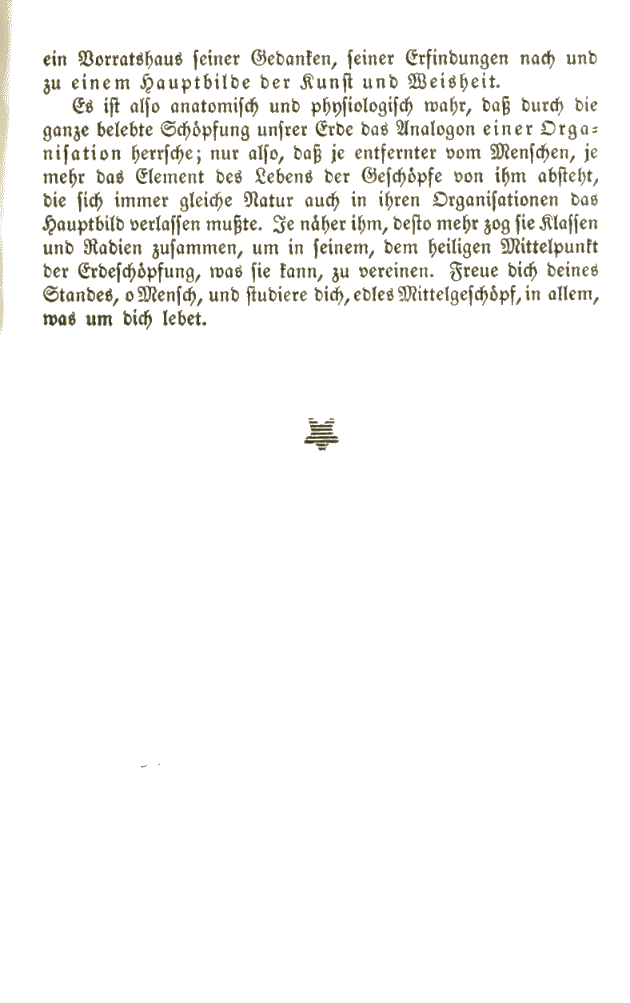 ein Vorratshaus seiner Gedanken, seiner Erfindungen nach und
zu einem Hauptbilde der Kunst und Weisheit.
Es ist also anatomisch und physiologisch wahr, daß durch die
ganze belebte Schöpfung unsrer Erde das Analogon einer Orga-
nisation herrsche; nur also, daß je entfernter vom Menschen, je
mehr das Element des Lebens der Geschöpfe von ihm absteht,
die sich immer gleiche Natur auch in ihren Organisationen das
Hauptbild verlassen mußte. Je näher ihm, desto mehr zog sie Klassen
und Radien zusammen, um in seinem, dem heiligen Mittelpunkt
der Erdeschöpfung, was sie kann, zu vereinen. Freue dich deines
Standes, o Mensch, und studiere dich, edles Mittelgeschöpf, in allem,
was um dich lebet.